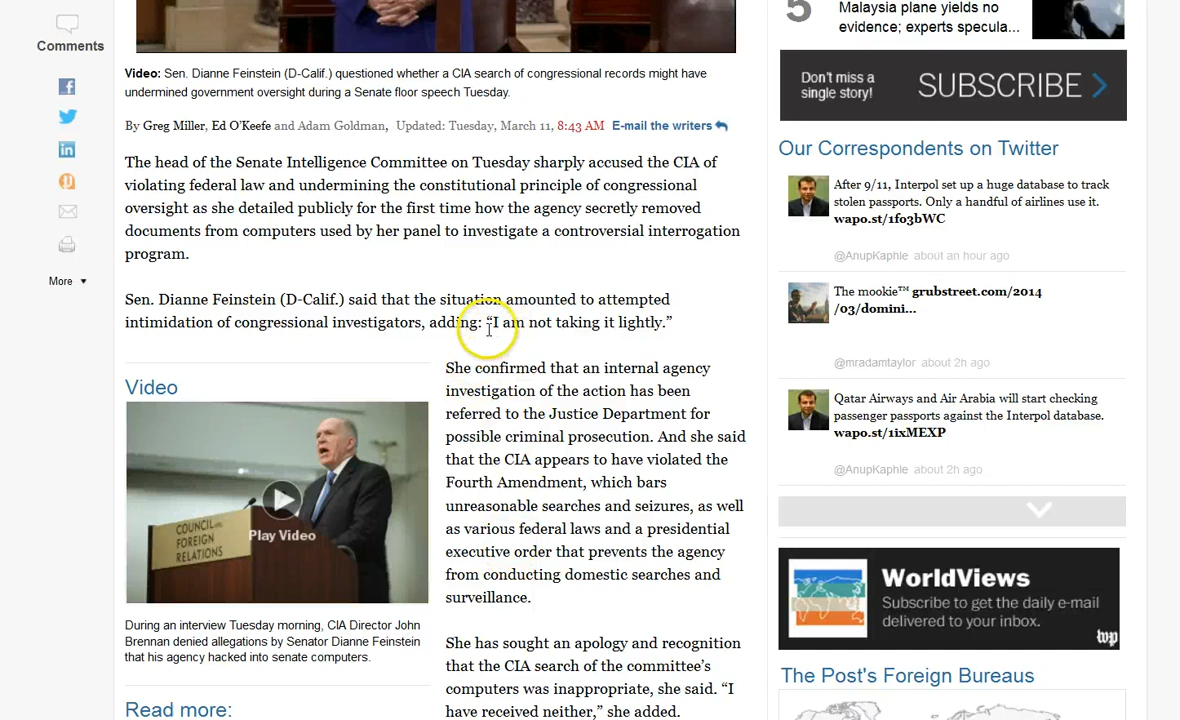 Comments
More ▼
Video: Sen. Dianne Feinstein (D-Calif.) questioned whether a CIA search of congressional records might have
undermined government oversight during a Senate floor speech Tuesday.
By Greg Miller, Ed O'Keefe and Adam Goldman, Updated: Tuesday, March 11, 8:43 AM E-mail the writers
The head of the Senate Intelligence Committee on Tuesday sharply accused the CIA of
violating federal law and undermining the constitutional principle of congressional
oversight as she detailed publicly for the first time how the agency secretly removed
documents from computers used by her panel to investigate a controversial interrogation
program.
Sen. Dianne Feinstein (D-Calif.) said that the situation amounted to attempted
intimidation of congressional investigators, adding: “I am not taking it lightly.”
Video
COUNCIL on
FOREIGN
RELATIONS
Play Video
During an interview Tuesday morning, CIA Director John
Brennan denied allegations by Senator Dianne Feinstein
that his agency hacked into senate computers.
Read more:
She confirmed that an internal agency
investigation of the action has been
referred to the Justice Department for
possible criminal prosecution. And she said
that the CIA appears to have violated the
Fourth Amendment, which bars
unreasonable searches and seizures, as well
as various federal laws and a presidential
executive order that prevents the agency
from conducting domestic searches and
surveillance.
She has sought an apology and recognition
that the CIA search of the committee’s
computers was inappropriate, she said. “I
have received neither,” she added.
5
Malaysia plane yields no
evidence; experts specula...
Don't miss a
single story!
SUBSCRIBE
Our Correspondents on Twitter
After 9/11, Interpol set up a huge database to track
stolen passports. Only a handful of airlines use it.
wapo.st/1fo3bWC
@AnupKaphle about an hour ago
The mookie™ grubstreet.com/2014
/03/domini...
@mradamtaylor about 2h ago
Qatar Airways and Air Arabia will start checking
passenger passports against the Interpol database.
wapo.st/1ixMEXP
@AnupKaphle about 2h ago
WorldViews
Subscribe to get the daily e-mail
delivered to your inbox.
wp
The Post's Foreign Bureaus